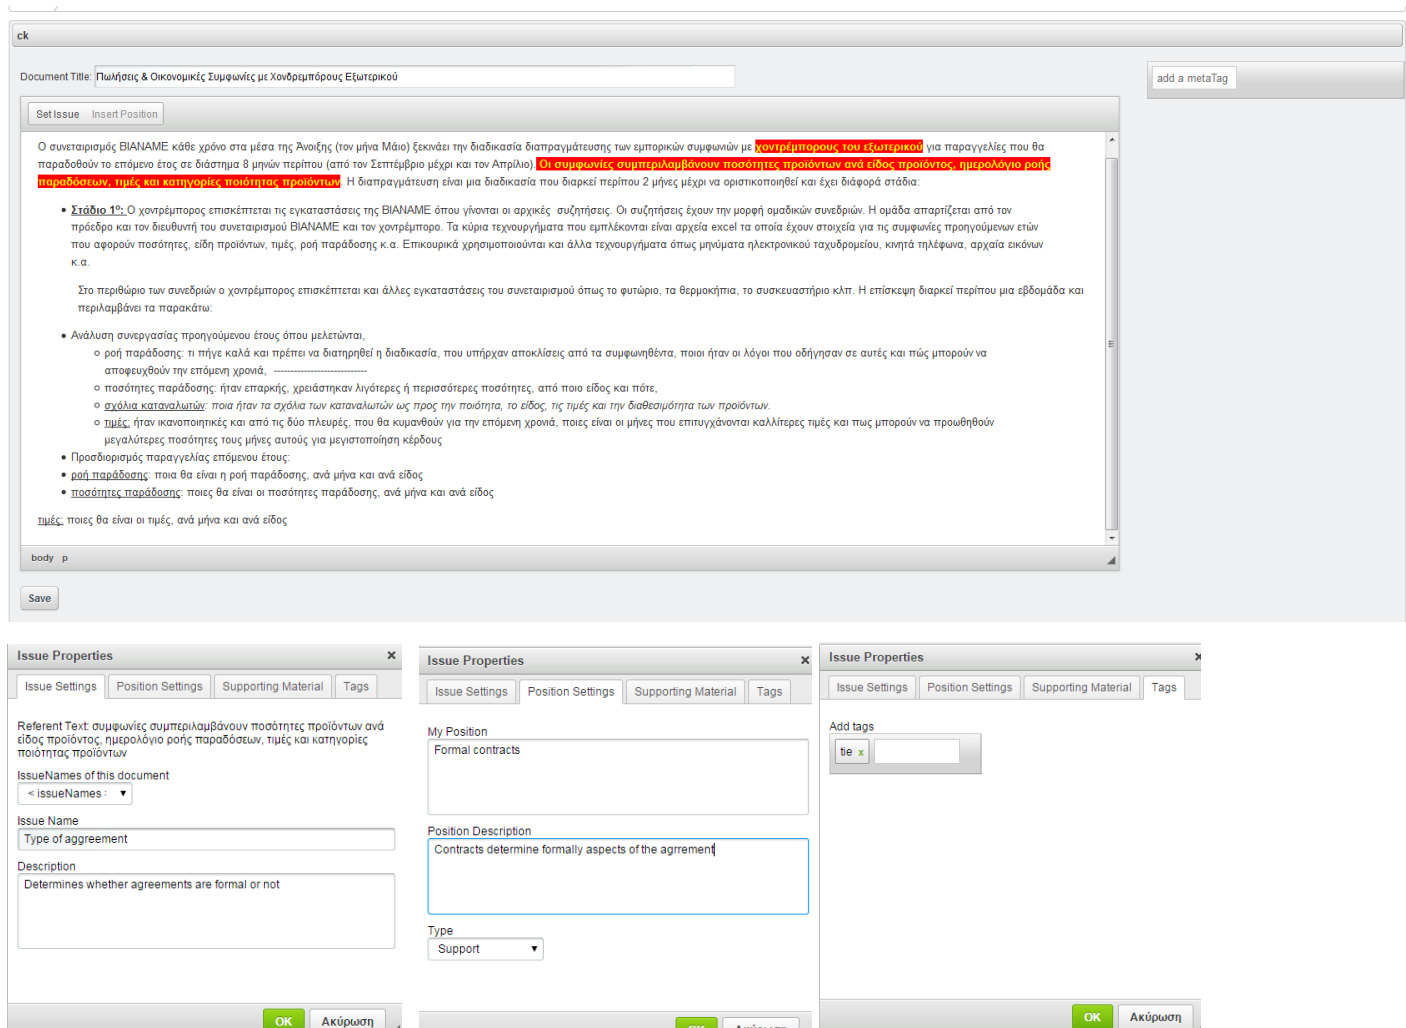 ck
Document Title: Πωλήσεις & Οικονομικές Συμφωνίες με Χονδρεμπόρους Εξωτερικού
add a metaTag
Set Issue Insert Position
Ο συνεταιρισμός ΒΙΑΝΑΜΕ κάθε χρόνο στα μέσα της Άνοιξης (τον μήνα Μάιο) ξεκινάει την διαδικασία διαπραγμάτευσης των εμπορικών συμφωνιών με χοντρέμπορους του εξωτερικού για παραγγελίες που θα
παραδοθούν το επόμενο έτος σε διάστημα 8 μηνών περίπου (από τον Σεπτέμβριο μέχρι και τον Απρίλιο). Οι συμφωνίες συμπεριλαμβάνουν ποσότητες προϊόντων ανά είδος προϊόντος, ημερολόγιο ροής
παραδόσεων, τιμές και κατηγορίες ποιότητας προϊόντων. Η διαπραγμάτευση είναι μια διαδικασία που διαρκεί περίπου 2 μήνες μέχρι να οριστικοποιηθεί και έχει διάφορά στάδια:
• Στάδιο 1ο: Ο χοντρέμπορος επισκέπτεται τις εγκαταστάσεις της ΒΙΑΝΑΜΕ όπου γίνονται οι αρχικές συζητήσεις. Οι συζητήσεις έχουν την μορφή ομαδικών συνεδριών. Η ομάδα απαρτίζεται από τον
πρόεδρο και τον διευθυντή του συνεταιρισμού ΒΙΑΝΑΜΕ και τον χοντρέμπορο. Τα κύρια τεχνουργήματα που εμπλέκονται είναι αρχεία excel τα οποία έχουν στοιχεία για τις συμφωνίες προηγούμενων ετών
που αφορούν ποσότητες, είδη προϊόντων, τιμές, ροή παράδοσης κ.α. Επικουρικά χρησιμοποιούνται και άλλα τεχνουργήματα όπως μηνύματα ηλεκτρονικού ταχυδρομείου, κινητά τηλέφωνα, αρχαία εικόνων
κ.α.
Στο περιθώριο των συνεδριών ο χοντρέμπορος επισκέπτεται και άλλες εγκαταστάσεις του συνεταιρισμού όπως το φυτώριο, τα θερμοκήπια, το συσκευαστήριο κλπ. Η επίσκεψη διαρκεί περίπου μια εβδομάδα και
περιλαμβάνει τα παρακάτω:
• Ανάλυση συνεργασίας προηγούμενου έτους όπου μελετώνται,
o ροή παράδοσης: τι πήγε καλά και πρέπει να διατηρηθεί η διαδικασία, που υπήρχαν αποκλίσεις από τα συμφωνηθέντα, ποιοι ήταν οι λόγοι που οδήγησαν σε αυτές και πώς μπορούν να
αποφευχθούν την επόμενη χρονιά, ----------------------------
o ποσότητες παράδοσης: ήταν επαρκής, χρειάστηκαν λιγότερες ή περισσότερες ποσότητες, από ποιο είδος και πότε,
o σχόλια καταναλωτών: ποια ήταν τα σχόλια των καταναλωτών ως προς την ποιότητα, το είδος, τις τιμές και την διαθεσιμότητα των προϊόντων.
o τιμές: ήταν ικανοποιητικές και από τις δύο πλευρές, που θα κυμανθούν για την επόμενη χρονιά, ποιες είναι οι μήνες που επιτυγχάνονται καλλίτερες τιμές και πως μπορούν να προωθηθούν
μεγαλύτερες ποσότητες τους μήνες αυτούς για μεγιστοποίηση κέρδους
• Προσδιορισμός παραγγελίας επόμενου έτους:
• ροή παράδοσης: ποια θα είναι η ροή παράδοσης, ανά μήνα και ανά είδος
• ποσότητες παράδοσης: ποιες θα είναι οι ποσότητες παράδοσης, ανά μήνα και ανά είδος
τιμές: ποιες θα είναι οι τιμές, ανά μήνα και ανά είδος
body p
Save
Issue Properties x
Issue Settings Position Settings Supporting Material Tags
Referent Text: συμφωνίες συμπεριλαμβάνουν ποσότητες προϊόντων ανά
είδος προϊόντος, ημερολόγιο ροής παραδόσεων, τιμές και κατηγορίες
ποιότητας προϊόντων
IssueNames of this document
< issueNames :
Issue Name
Type of aggreement
Description
Determines whether agreements are formal or not
OK Ακύρωση
Issue Properties x
Issue Settings Position Settings Supporting Material Tags
My Position
Formal contracts
Position Description
Contracts determine formally aspects of the agrrement
Type
Support
OK Ακύρωση
Issue Properties x
Issue Settings Position Settings Supporting Material Tags
Add tags
tie x
OK Ακύρωση